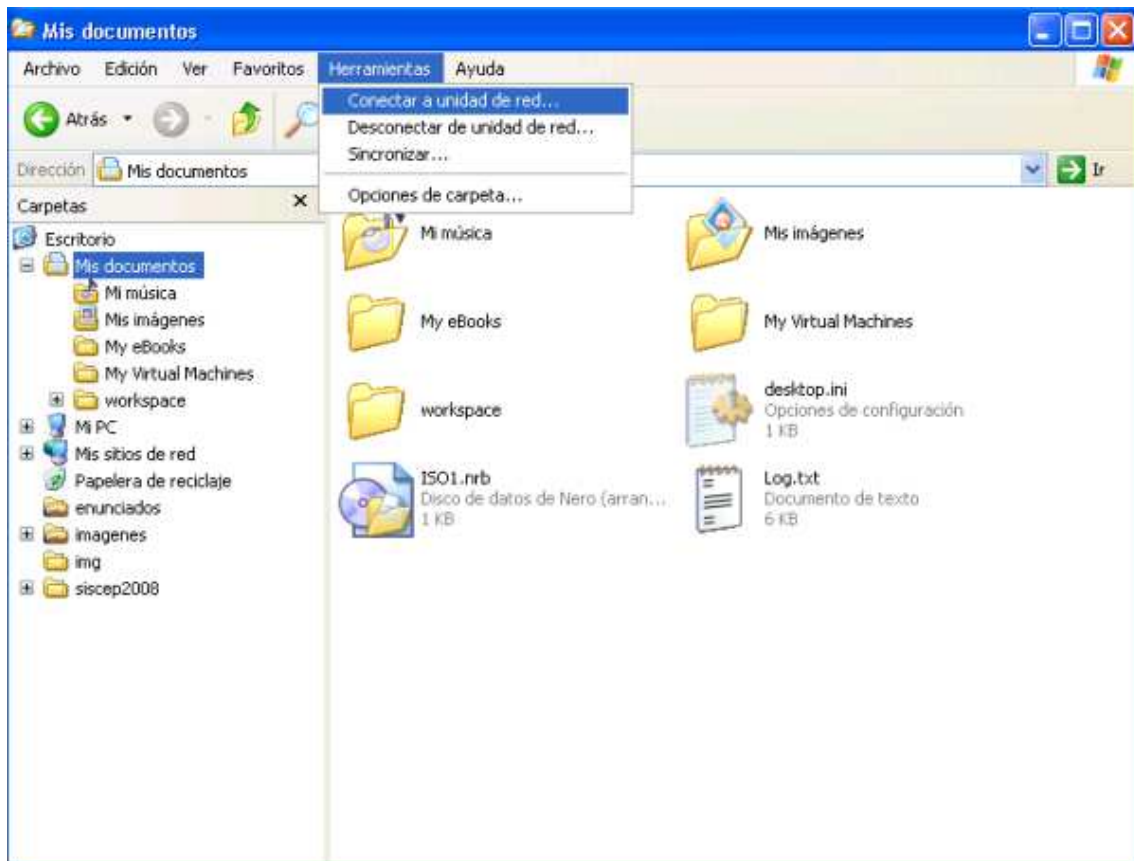 Mis documentos
Archivo Edición Ver Favoritos Herramientas Ayuda
Conectar a unidad de red...
Desconectar de unidad de red...
Sincronizar...
Opciones de carpeta...
Atrás
Dirección Mis documentos Ir
Carpetas
Escritorio
Mis documentos
Mi música
Mis imágenes
My eBooks
My Virtual Machines
workspace
Mi PC
Mis sitios de red
Papelera de reciclaje
enunciados
imagenes
img
siscep2008
Mi música
Mis imágenes
My eBooks
My Virtual Machines
workspace
desktop.ini
Opciones de configuración
1 KB
ISO1.nrb
Disco de datos de Nero (arran...
1 KB
Log.txt
Documento de texto
6 KB